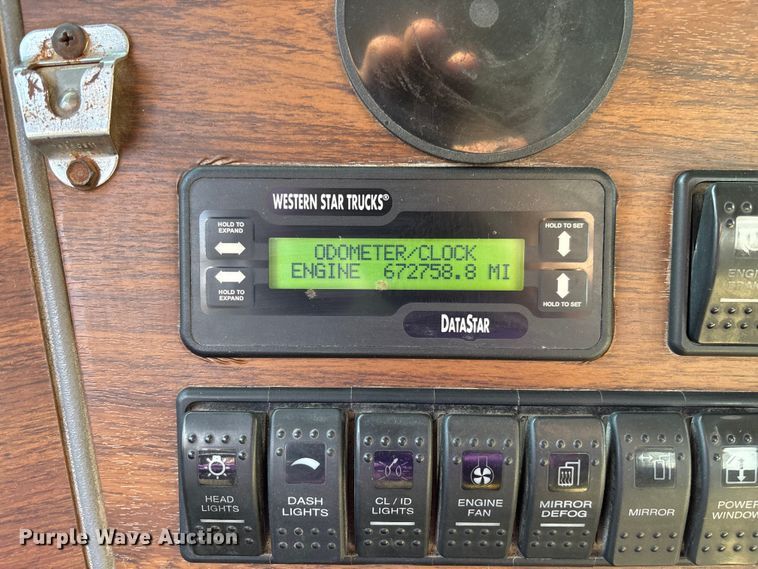 WESTERN STAR TRUCKS®
HOLD TO
EXPAND
HOLD TO SET
ODOMETER/CLOCK
ENGINE 672758.8 MI
HOLD TO
EXPAND
HOLD TO SET
DATASTAR
HEAD
LIGHTS
DASH
LIGHTS
CL / ID
LIGHTS
ENGINE
FAN
MIRROR
DEFOG
MIRROR
POWER
Purple Wave Auction